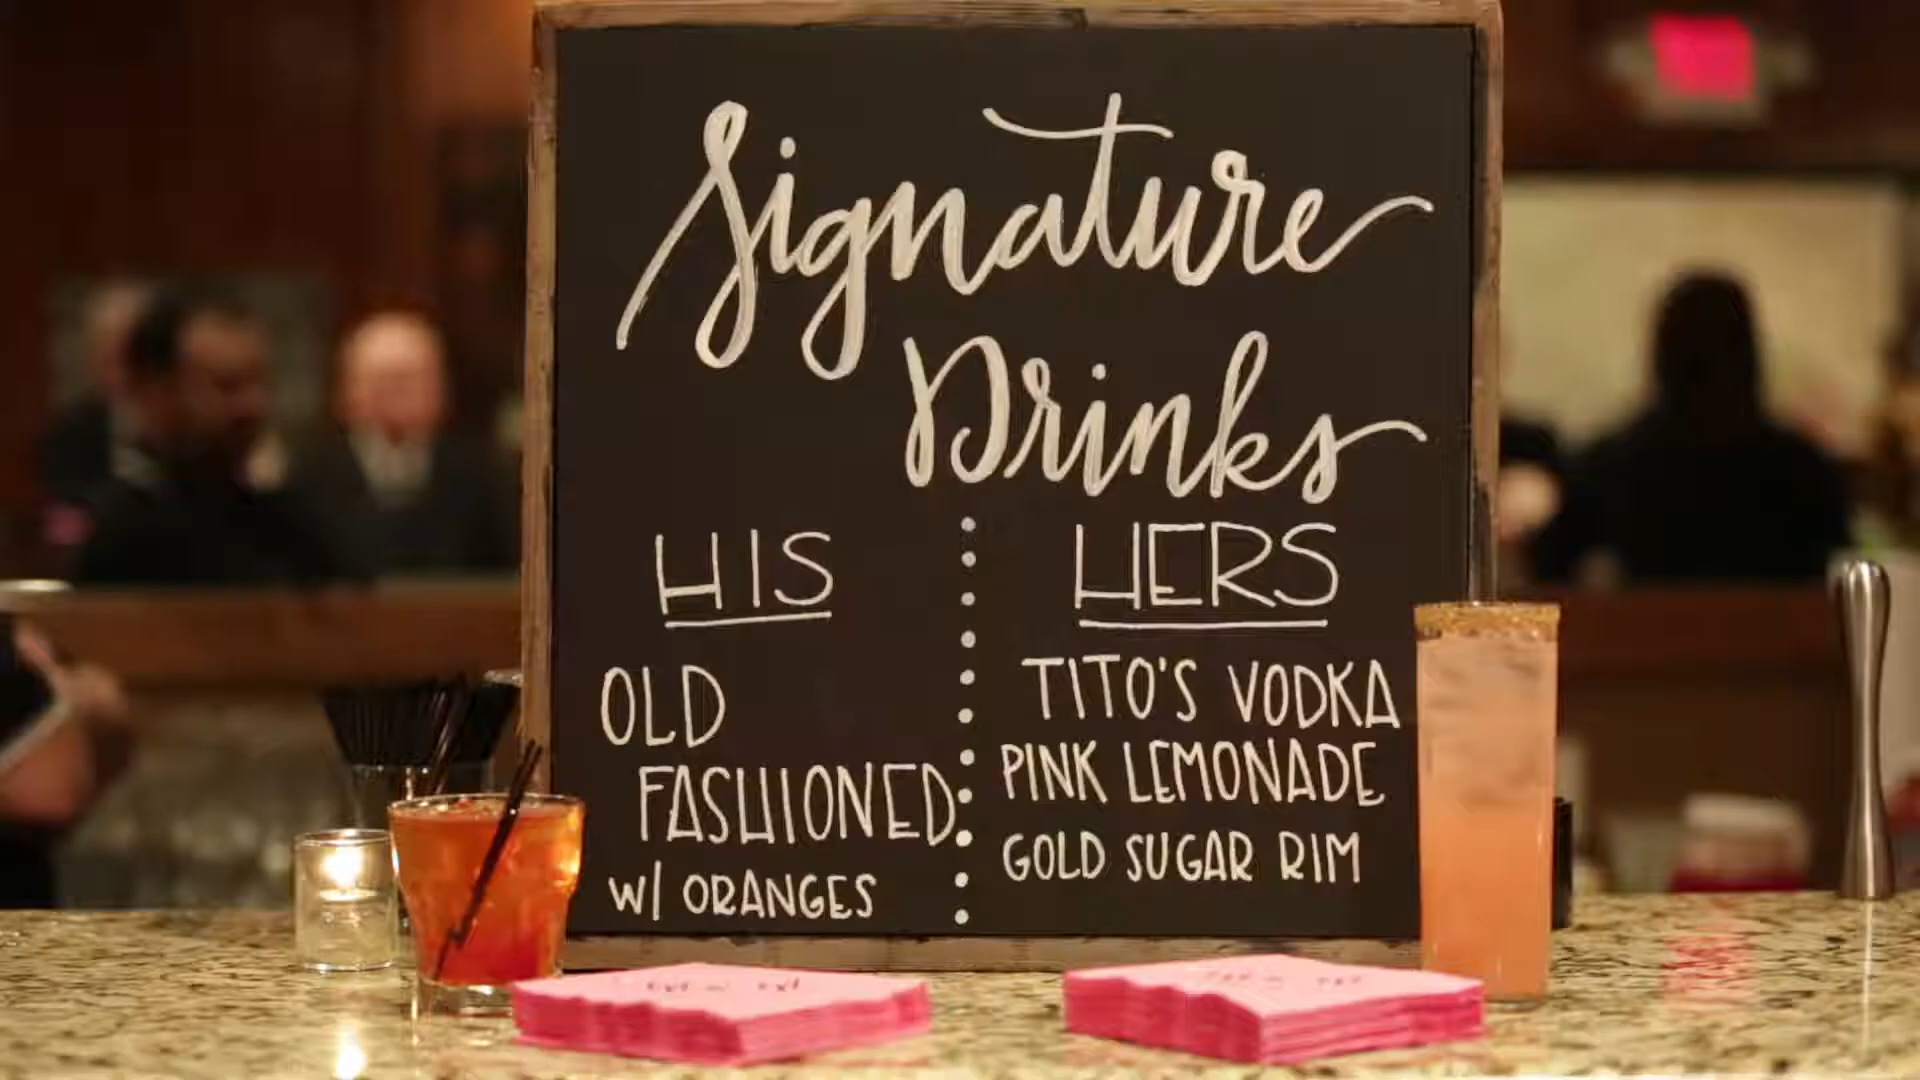 Signature
Drinks
HIS
OLD
FASHIONED
W/ ORANGES
HERS
TITO'S VODKA
PINK LEMONADE
GOLD SUGAR RIM